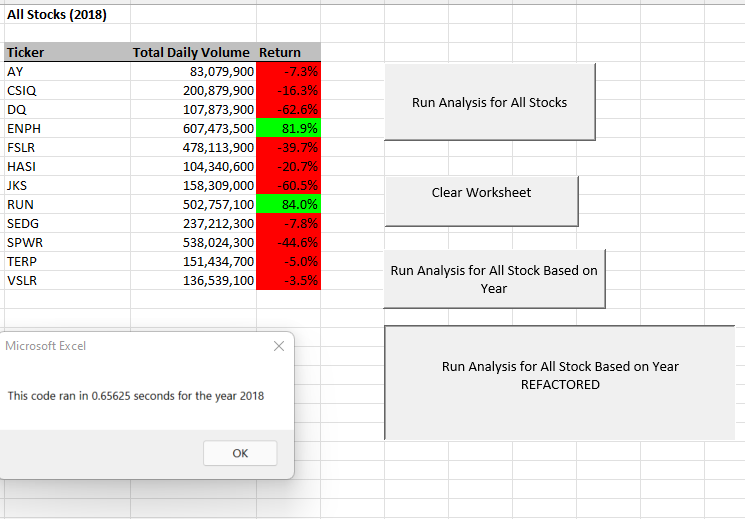 All Stocks (2018)
Ticker Total Daily Volume Return
AY 83,079,900 -7.3%
CSIQ 200,879,900 -16.3%
DQ 107,873,900 -62.6%
ENPH 607,473,500 81.9%
FSLR 478,113,900 -39.7%
HASI 104,340,600 -20.7%
JKS 158,309,000 -60.5%
RUN 502,757,100 84.0%
SEDG 237,212,300 -7.8%
SPWR 538,024,300 -44.6%
TERP 151,434,700 -5.0%
VSLR 136,539,100 -3.5%
Run Analysis for All Stocks
Clear Worksheet
Run Analysis for All Stock Based on
Year
Run Analysis for All Stock Based on Year
REFACTORED
Microsoft Excel
This code ran in 0.65625 seconds for the year 2018
OK